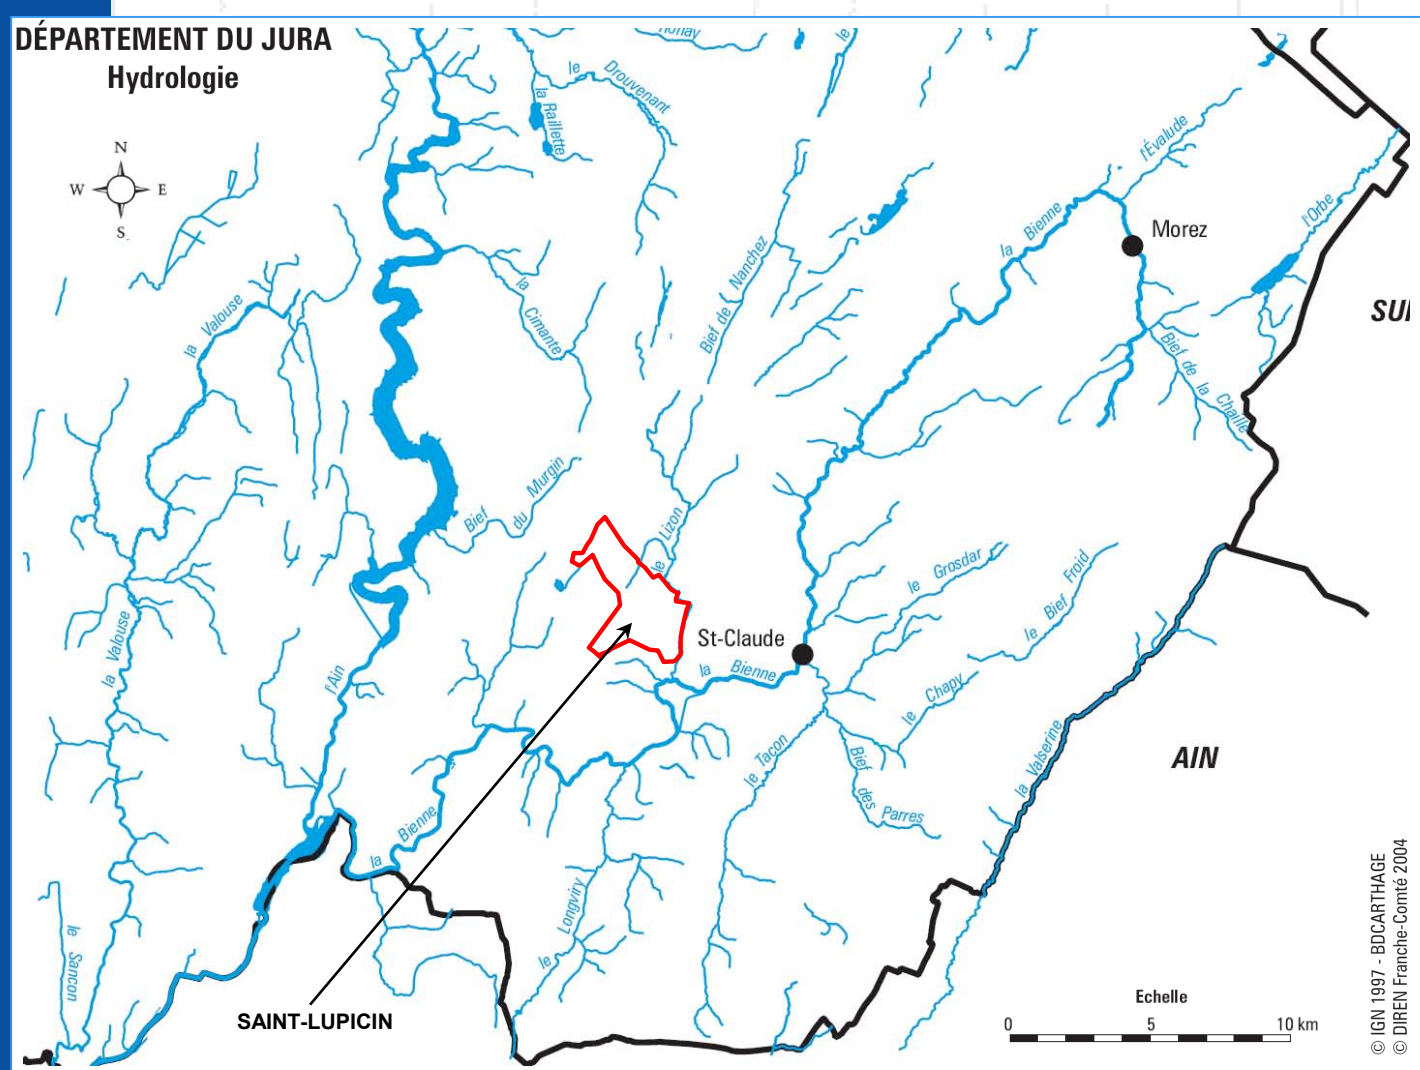 DÉPARTEMENT DU JURA
Hydrologie
N
W
E
S
le Drouvenant
la Raillette
le
l'Évalude
la Bienne
Morez
l'Orbe
SUI
la Valouse
la Cimante
Bief de Nanchez
Bief de la Chaille
Bief du Murgin
le Lizon
le Grosdar
le Bief Froid
St-Claude
la Bienne
la Valouse
l'Ain
le Chapy
le Tacon
Bief des Parres
la Valserine
AIN
la Bienne
le Longviry
le Sancon
SAINT-LUPICIN
Echelle
0 5 10 km
© IGN 1997 - BDCARTHAGE
© DIREN Franche-Comté 2004